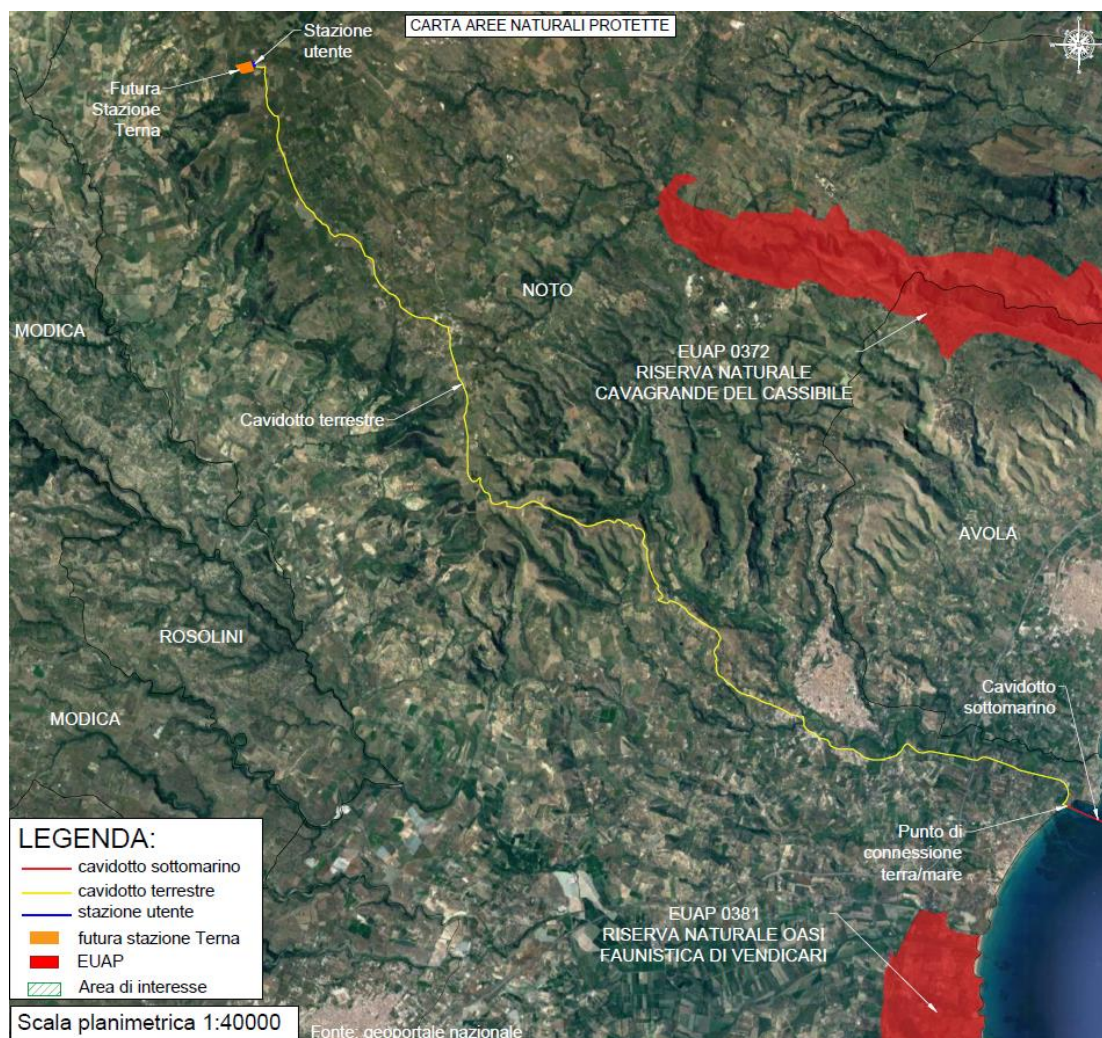 CARTA AREE NATURALI PROTETTE
Stazione
utente
Futura
Stazione
Terna
NOTO
MODICA
EUAP 0372
RISERVA NATURALE
CAVAGRANDE DEL CASSIBILE
Cavidotto terrestre
AVOLA
ROSOLINI
Cavidotto
sottomarino
MODICA
Punto di
connessione
terra/mare
EUAP 0381
RISERVA NATURALE OASI
FAUNISTICA DI VENDICARI
LEGENDA:
cavidotto sottomarino
cavidotto terrestre
stazione utente
futura stazione Terna
EUAP
Area di interesse
Scala planimetrica 1:40000
Fonte: geoportale nazionale